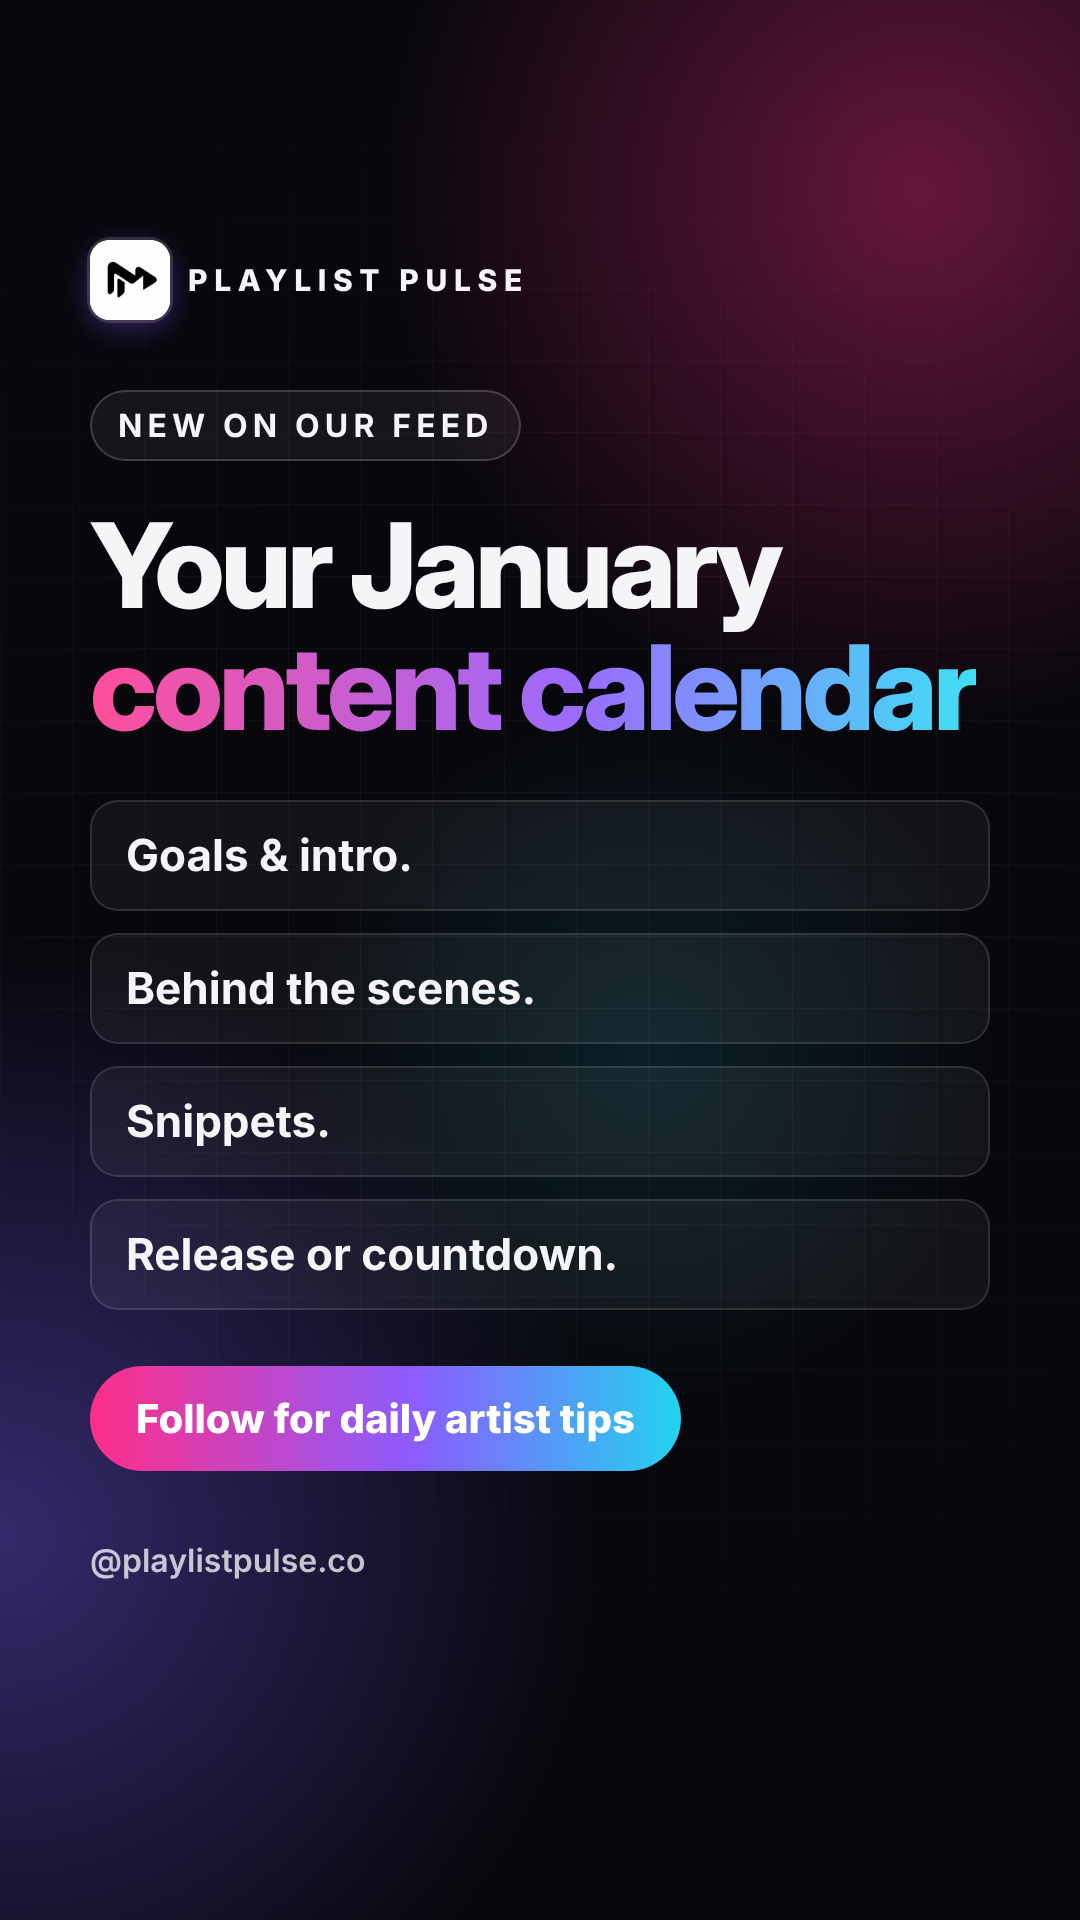 PLAYLIST PULSE
NEW ON OUR FEED
Your January
content calendar
Goals & intro.
Behind the scenes.
Snippets.
Release or countdown.
Follow for daily artist tips
@playlistpulse.co